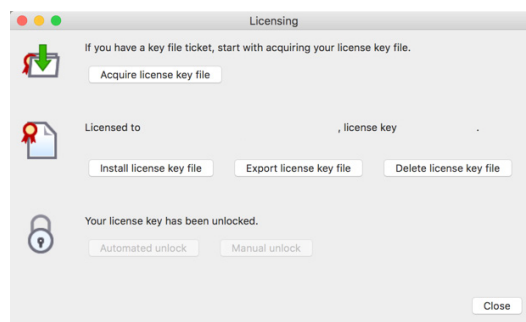 Licensing
If you have a key file ticket, start with acquiring your license key file.
Acquire license key file
Licensed to , license key .
Install license key file Export license key file Delete license key file
Your license key has been unlocked.
Automated unlock Manual unlock
Close